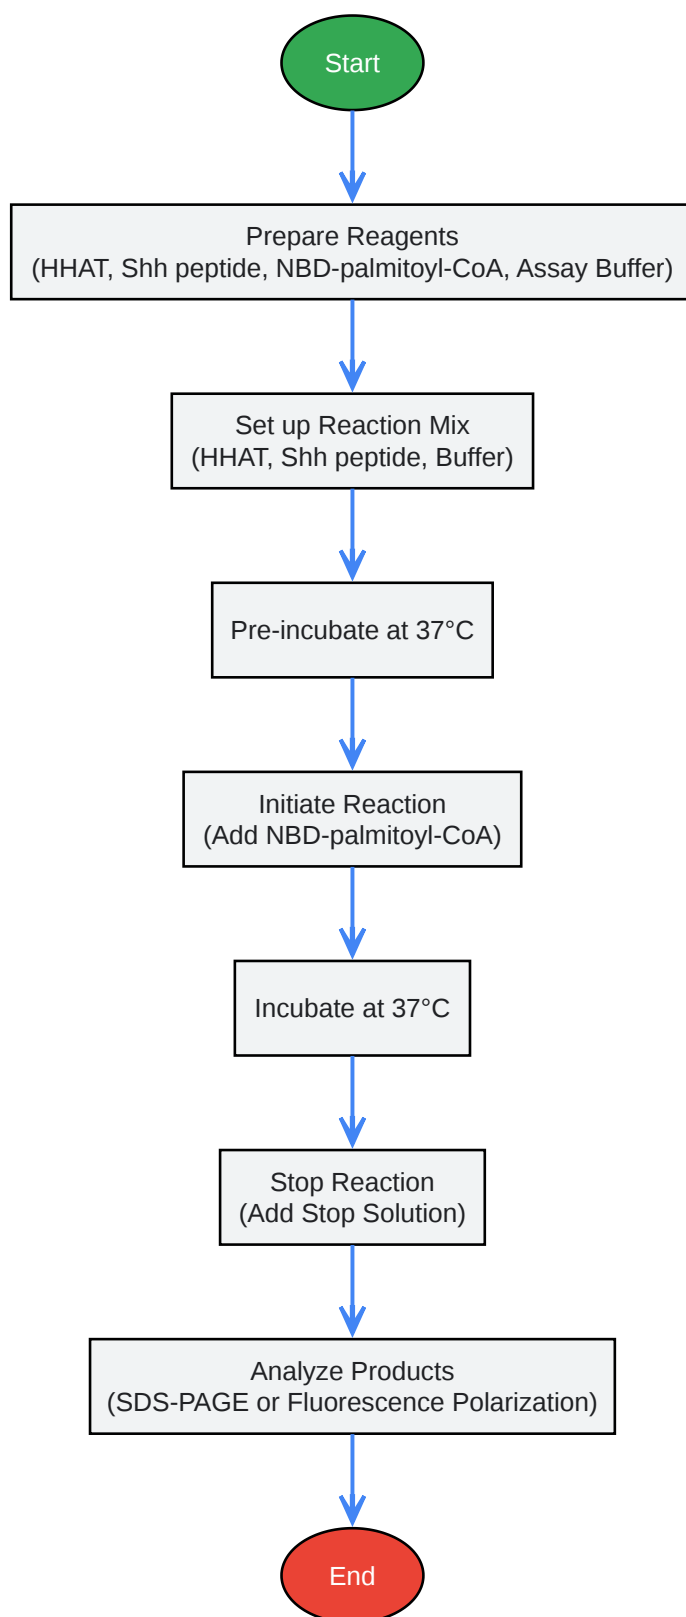 Start
Prepare Reagents
(HHAT, Shh peptide, NBD-palmitoyl-CoA, Assay Buffer)
Set up Reaction Mix
(HHAT, Shh peptide, Buffer)
Pre-incubate at 37°C
Initiate Reaction
(Add NBD-palmitoyl-CoA)
Incubate at 37°C
Stop Reaction
(Add Stop Solution)
Analyze Products
(SDS-PAGE or Fluorescence Polarization)
End